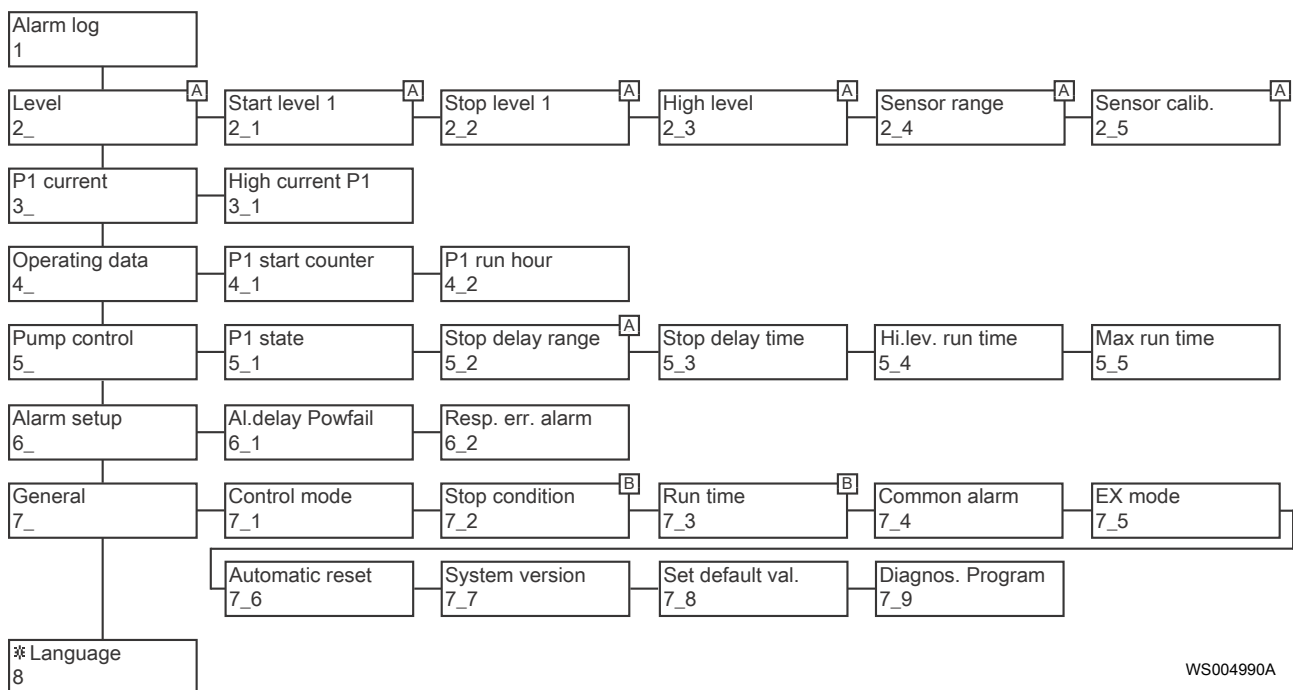 Alarm log
1
A
A
A
A
A
A
Level
2_
Start level 1
2_1
Stop level 1
2_2
High level
2_3
Sensor range
2_4
Sensor calib.
2_5
P1 current
3_
High current P1
3_1
Operating data
4_
P1 start counter
4_1
P1 run hour
4_2
A
Pump control
5_
P1 state
5_1
Stop delay range
5_2
Stop delay time
5_3
Hi.lev. run time
5_4
Max run time
5_5
Alarm setup
6_
Al.delay Powfail
6_1
Resp. err. alarm
6_2
B
B
General
7_
Control mode
7_1
Stop condition
7_2
Run time
7_3
Common alarm
7_4
EX mode
7_5
Automatic reset
7_6
System version
7_7
Set default val.
7_8
Diagnos. Program
7_9
Language
8
WS004990A